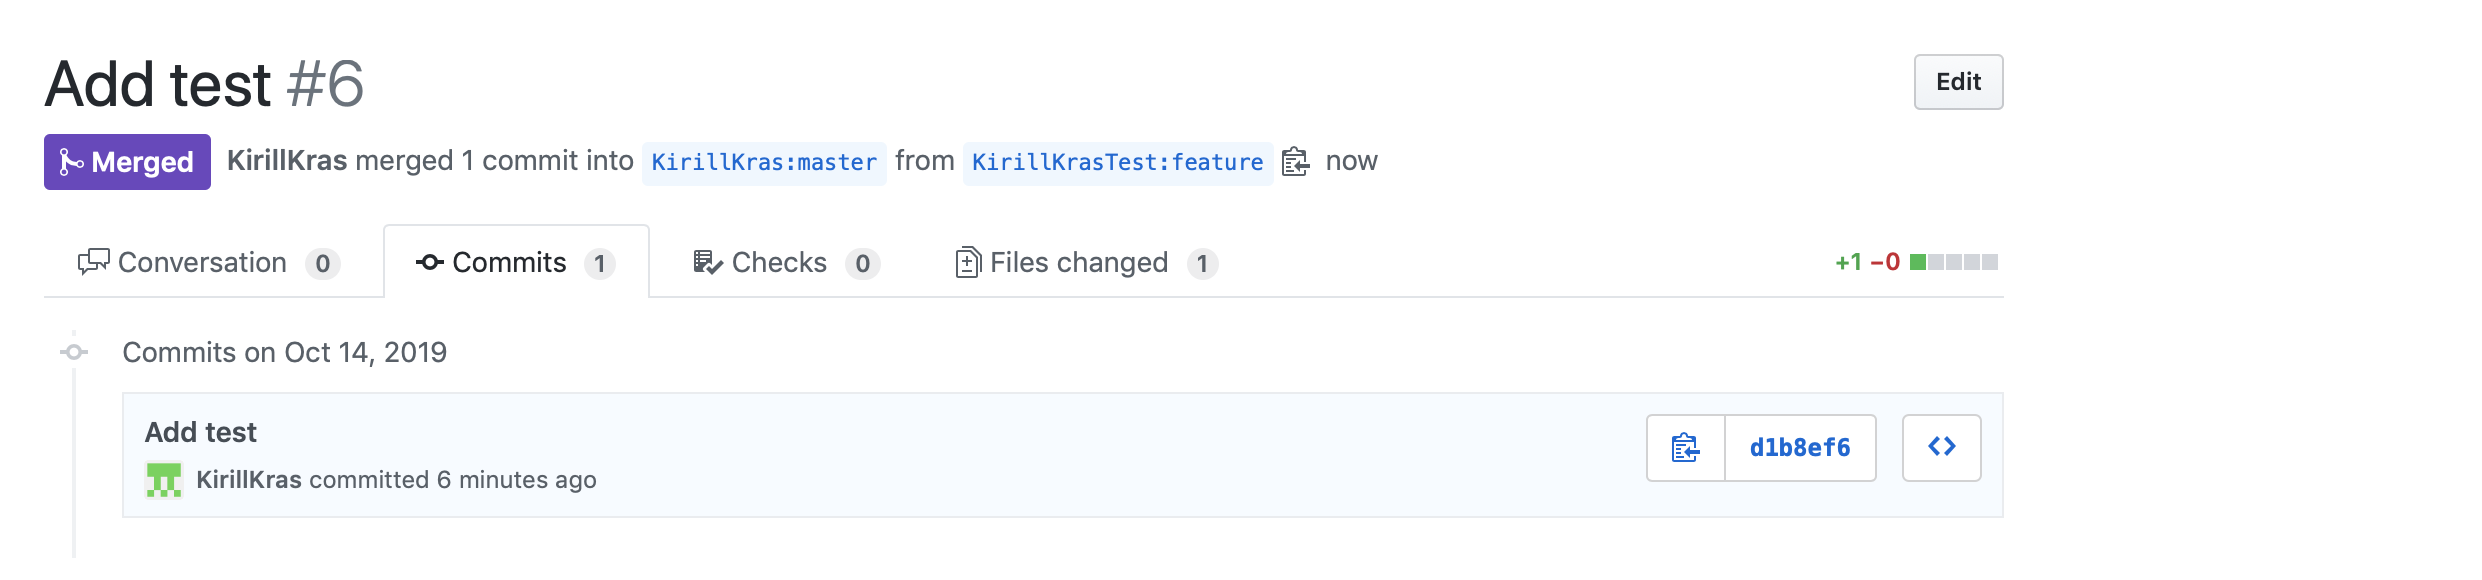 Add test #6
Edit
Merged KirillKras merged 1 commit into KirillKras:master from KirillKrasTest:feature now
Conversation 0 Commits 1 Checks 0 Files changed 1 +1 −0
Commits on Oct 14, 2019
Add test
KirillKras committed 6 minutes ago
d1b8ef6